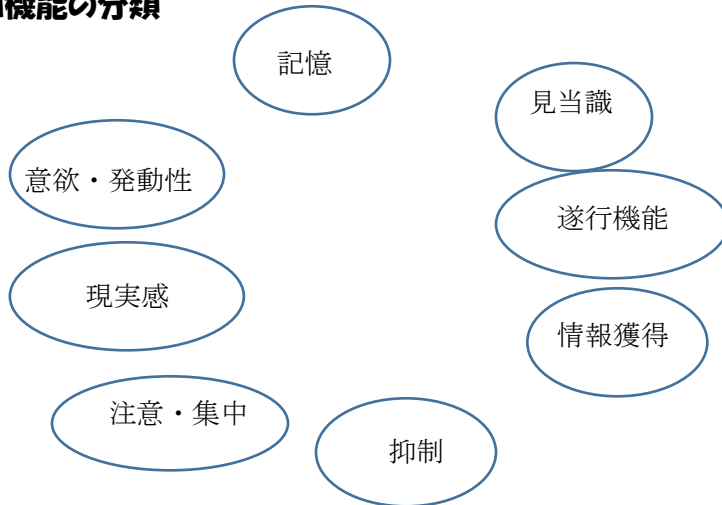 機能の分類
記憶
見当識
意欲・発動性
遂行機能
現実感
情報獲得
注意・集中
抑制